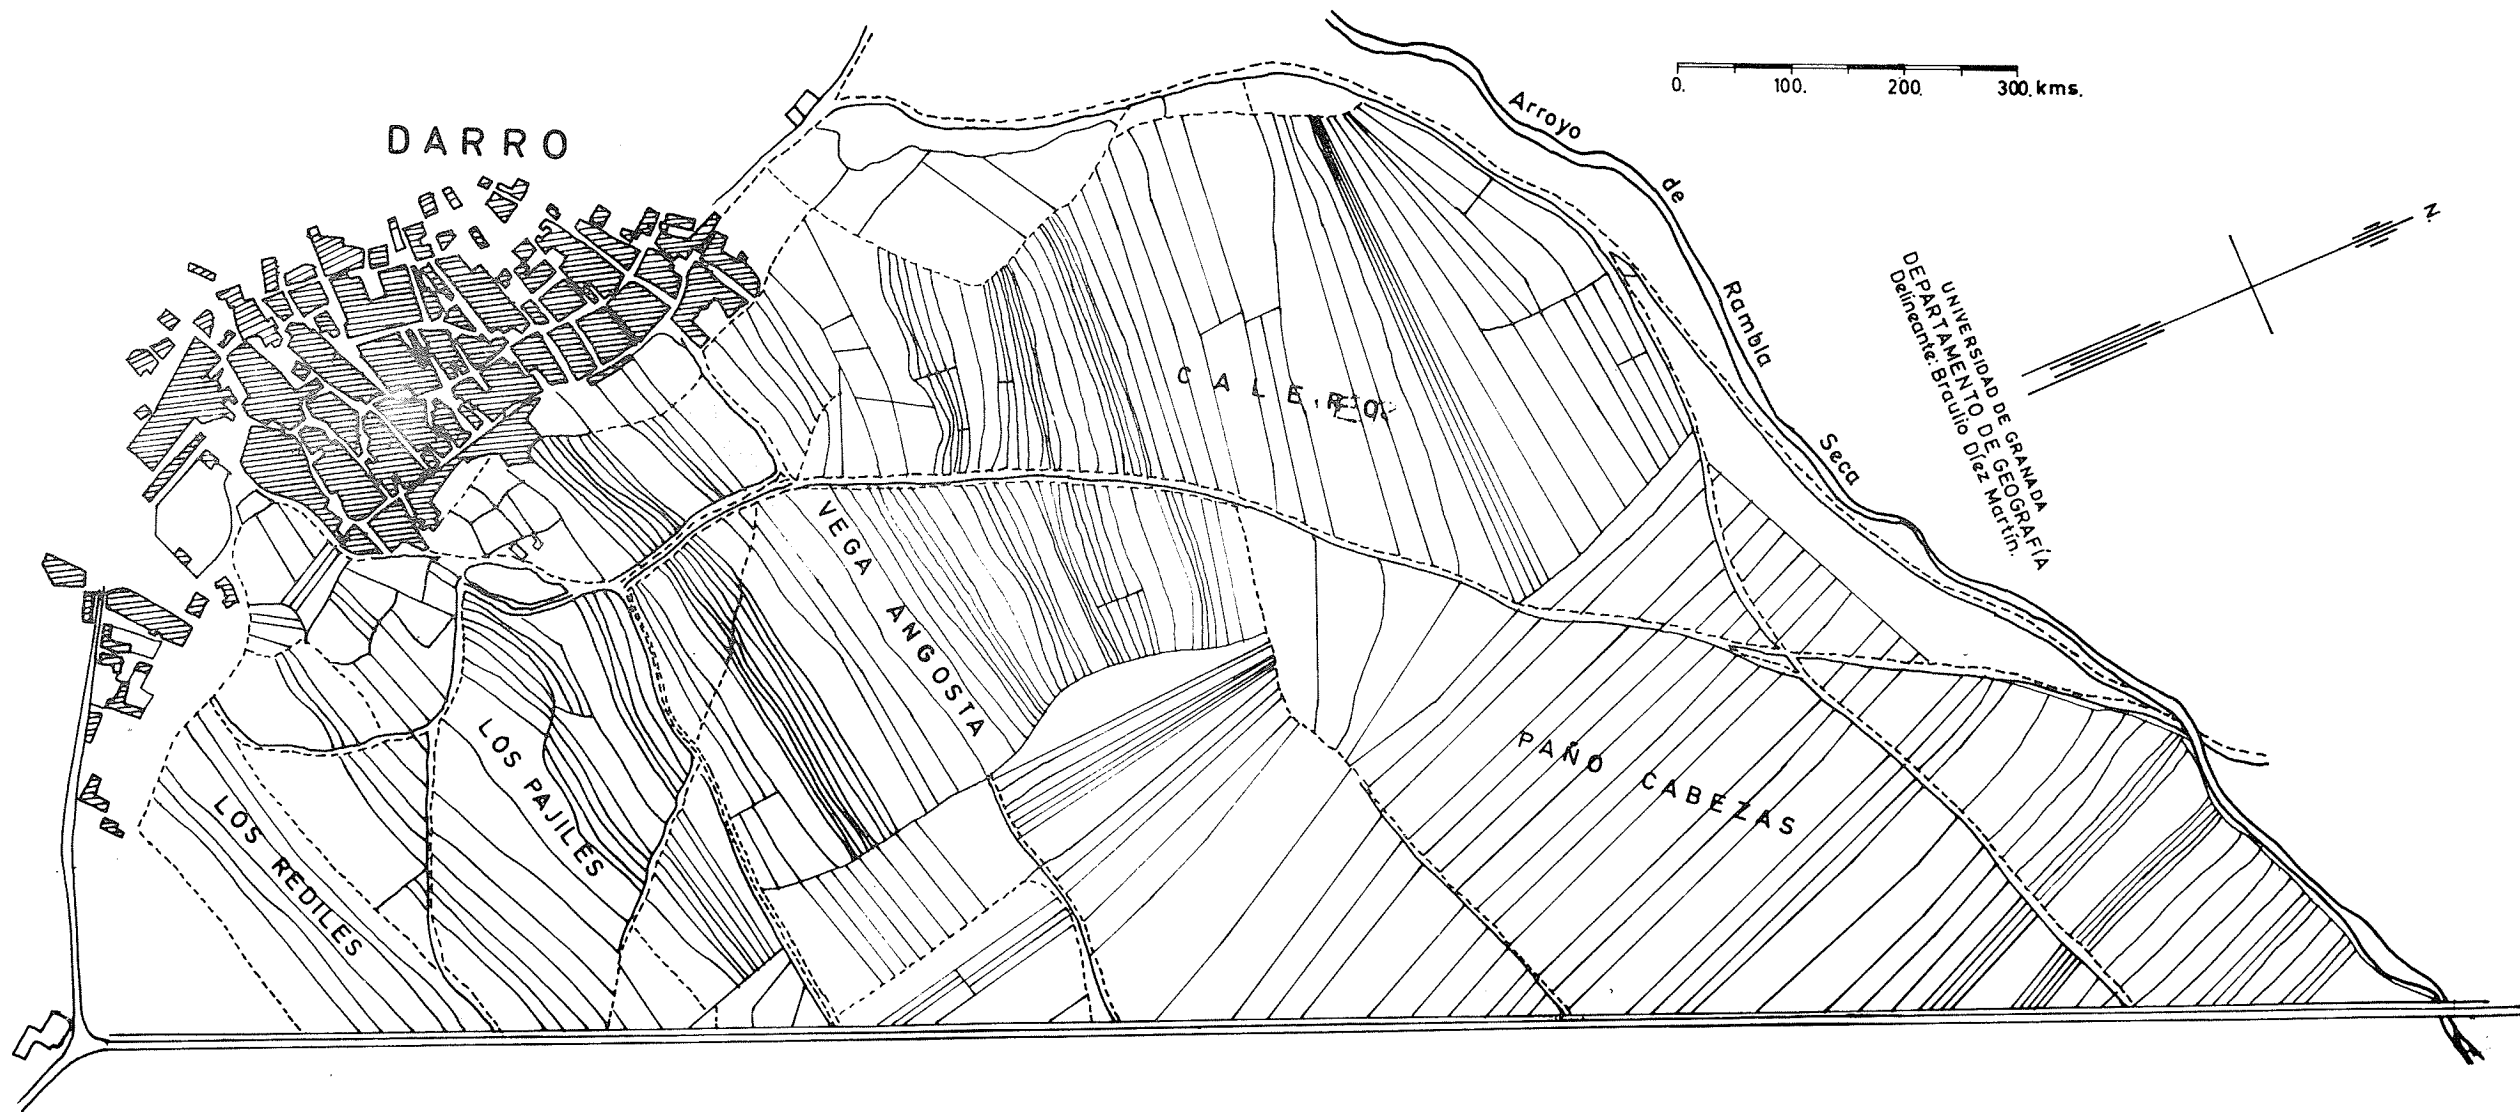 DARRO
0. 100. 200. 300. kms.
Arroyo de Rambla Seca
N.
UNIVERSIDAD DE GRANADA
DEPARTAMENTO DE GEOGRAFÍA
Delineante: Braulio Díez Martín.
VEGA ANGOSTA
PAÑO CABEZAS
LOS PAJILES
LOS REDILES